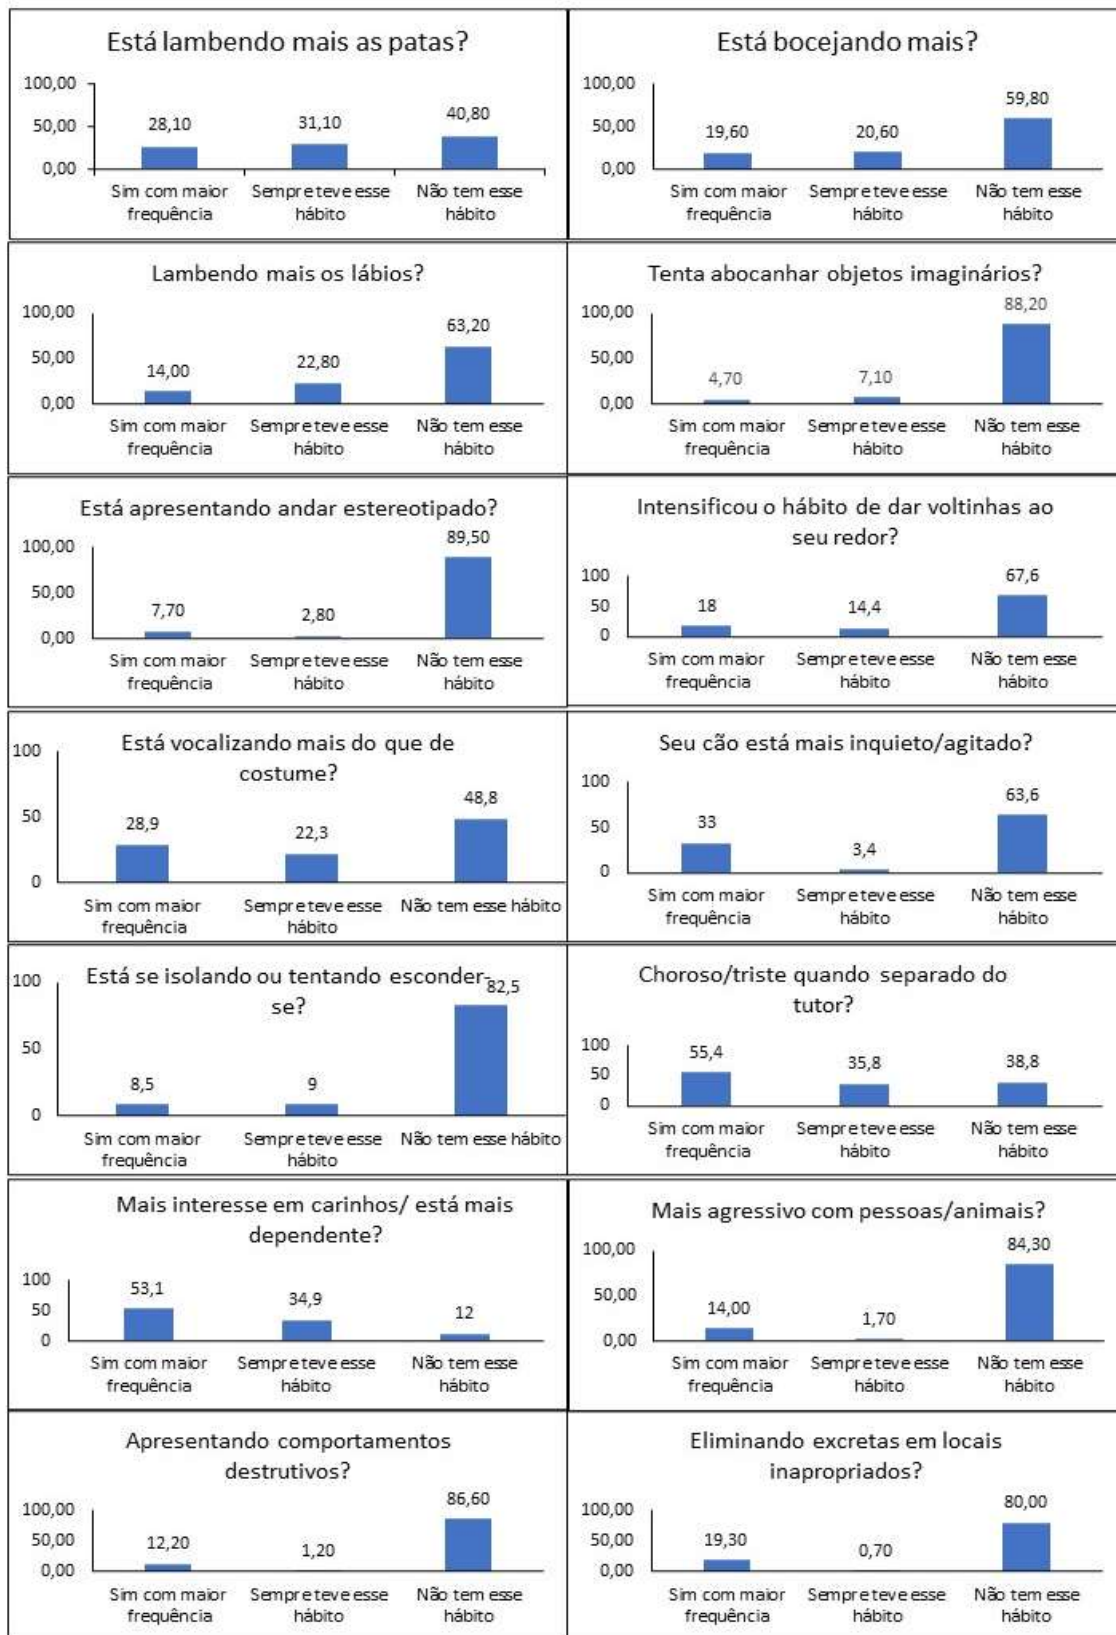 Está lambendo mais as patas?
100,00
50,00
0,00
28,10
31,10
40,80
Sim com maior
frequência
Sempre teve esse
hábito
Não tem esse
hábito
Está bocejando mais?
100,00
50,00
0,00
19,60
20,60
59,80
Sim com maior
frequência
Sempre teve esse
hábito
Não tem esse
hábito
Lambendo mais os lábios?
100,00
50,00
0,00
14,00
22,80
63,20
Sim com maior
frequência
Sempre teve esse
hábito
Não tem esse
hábito
Tenta abocanhar objetos imaginários?
100,00
50,00
0,00
4,70
7,10
88,20
Sim com maior
frequência
Sempre teve esse
hábito
Não tem esse
hábito
Está apresentando andar estereotipado?
100,00
50,00
0,00
7,70
2,80
89,50
Sim com maior
frequência
Sempre teve esse
hábito
Não tem esse
hábito
Intensificou o hábito de dar voltinhas ao
seu redor?
100
50
0
18
14,4
67,6
Sim com maior
frequência
Sempre teve esse
hábito
Não tem esse
hábito
Está vocalizando mais do que de
costume?
100
50
0
28,9
22,3
48,8
Sim com maior
frequência
Sempre teve esse
hábito
Não tem esse hábito
Seu cão está mais inquieto/agitado?
100
50
0
33
3,4
63,6
Sim com maior
frequência
Sempre teve esse
hábito
Não tem esse
hábito
Está se isolando ou tentando esconder-
se?
100
50
0
8,5
9
82,5
Sim com maior
frequência
Sempre teve esse
hábito
Não tem esse hábito
Choroso/triste quando separado do
tutor?
100
50
0
55,4
35,8
38,8
Sim com maior
frequência
Sempre teve esse
hábito
Não tem esse
hábito
Mais interesse em carinhos/ está mais
dependente?
100
50
0
53,1
34,9
12
Sim com maior
frequência
Sempre teve esse
hábito
Não tem esse
hábito
Mais agressivo com pessoas/animais?
100,00
50,00
0,00
14,00
1,70
84,30
Sim com maior
frequência
Sempre teve esse
hábito
Não tem esse
hábito
Apresentando comportamentos
destrutivos?
100,00
50,00
0,00
12,20
1,20
86,60
Sim com maior
frequência
Sempre teve esse
hábito
Não tem esse
hábito
Eliminando excretas em locais
inapropriados?
100,00
50,00
0,00
19,30
0,70
80,00
Sim com maior
frequência
Sempre teve esse
hábito
Não tem esse
hábito